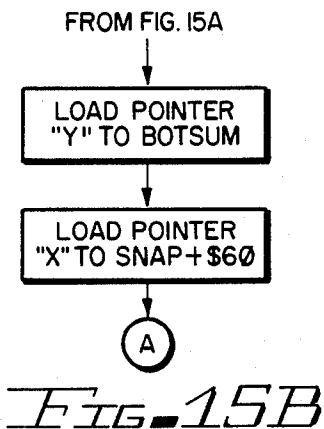 FROM FIG. 15A
LOAD POINTER
"Y" TO BOTSUM
LOAD POINTER
"X" TO SNAP+$60
A
FIG. 15B